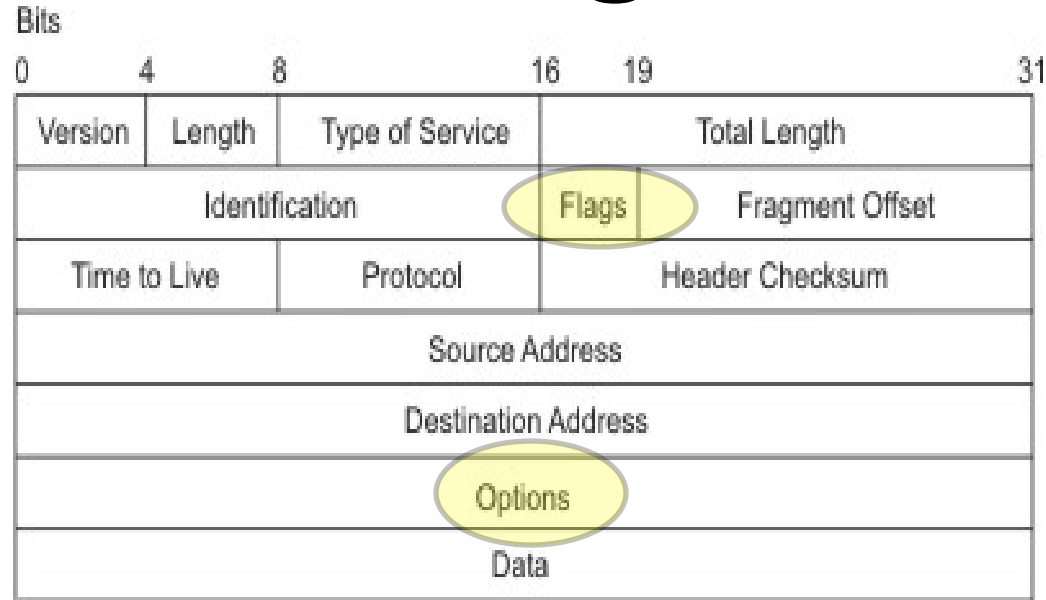 Bits
0 4 8 16 19 31
Version Length Type of Service Total Length
Identification Flags Fragment Offset
Time to Live Protocol Header Checksum
Source Address
Destination Address
Options
Data